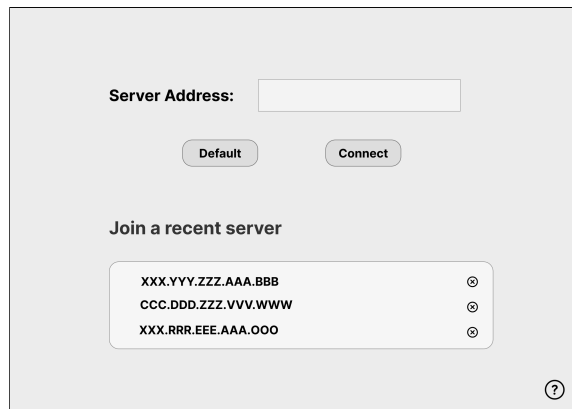 Server Address:
Default Connect
Join a recent server
XXX.YYY.ZZZ.AAA.BBB
CCC.DDD.ZZZ.VVV.WWW
XXX.RRR.EEE.AAA.OOO
?